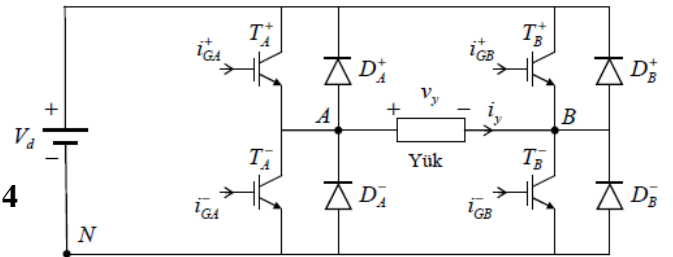 T_A^+
i_GA^+
D_A^+
T_B^+
i_GB^+
D_B^+
+
V_d
−
A
+
v_y
−
i_y
B
Yük
T_A^-
i_GA^-
D_A^-
T_B^-
i_GB^-
D_B^-
4
N